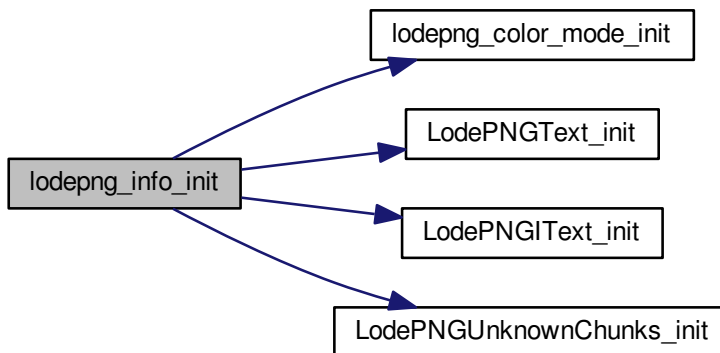 lodepng_color_mode_init
LodePNGText_init
lodepng_info_init
LodePNGIText_init
LodePNGUnknownChunks_init